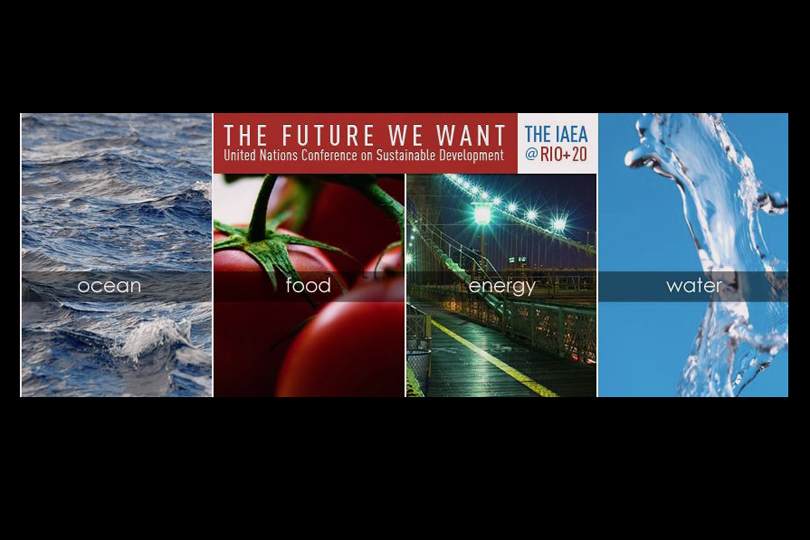 THE FUTURE WE WANT
United Nations Conference on Sustainable Development
THE IAEA
@ RIO+20
ocean
food
energy
water